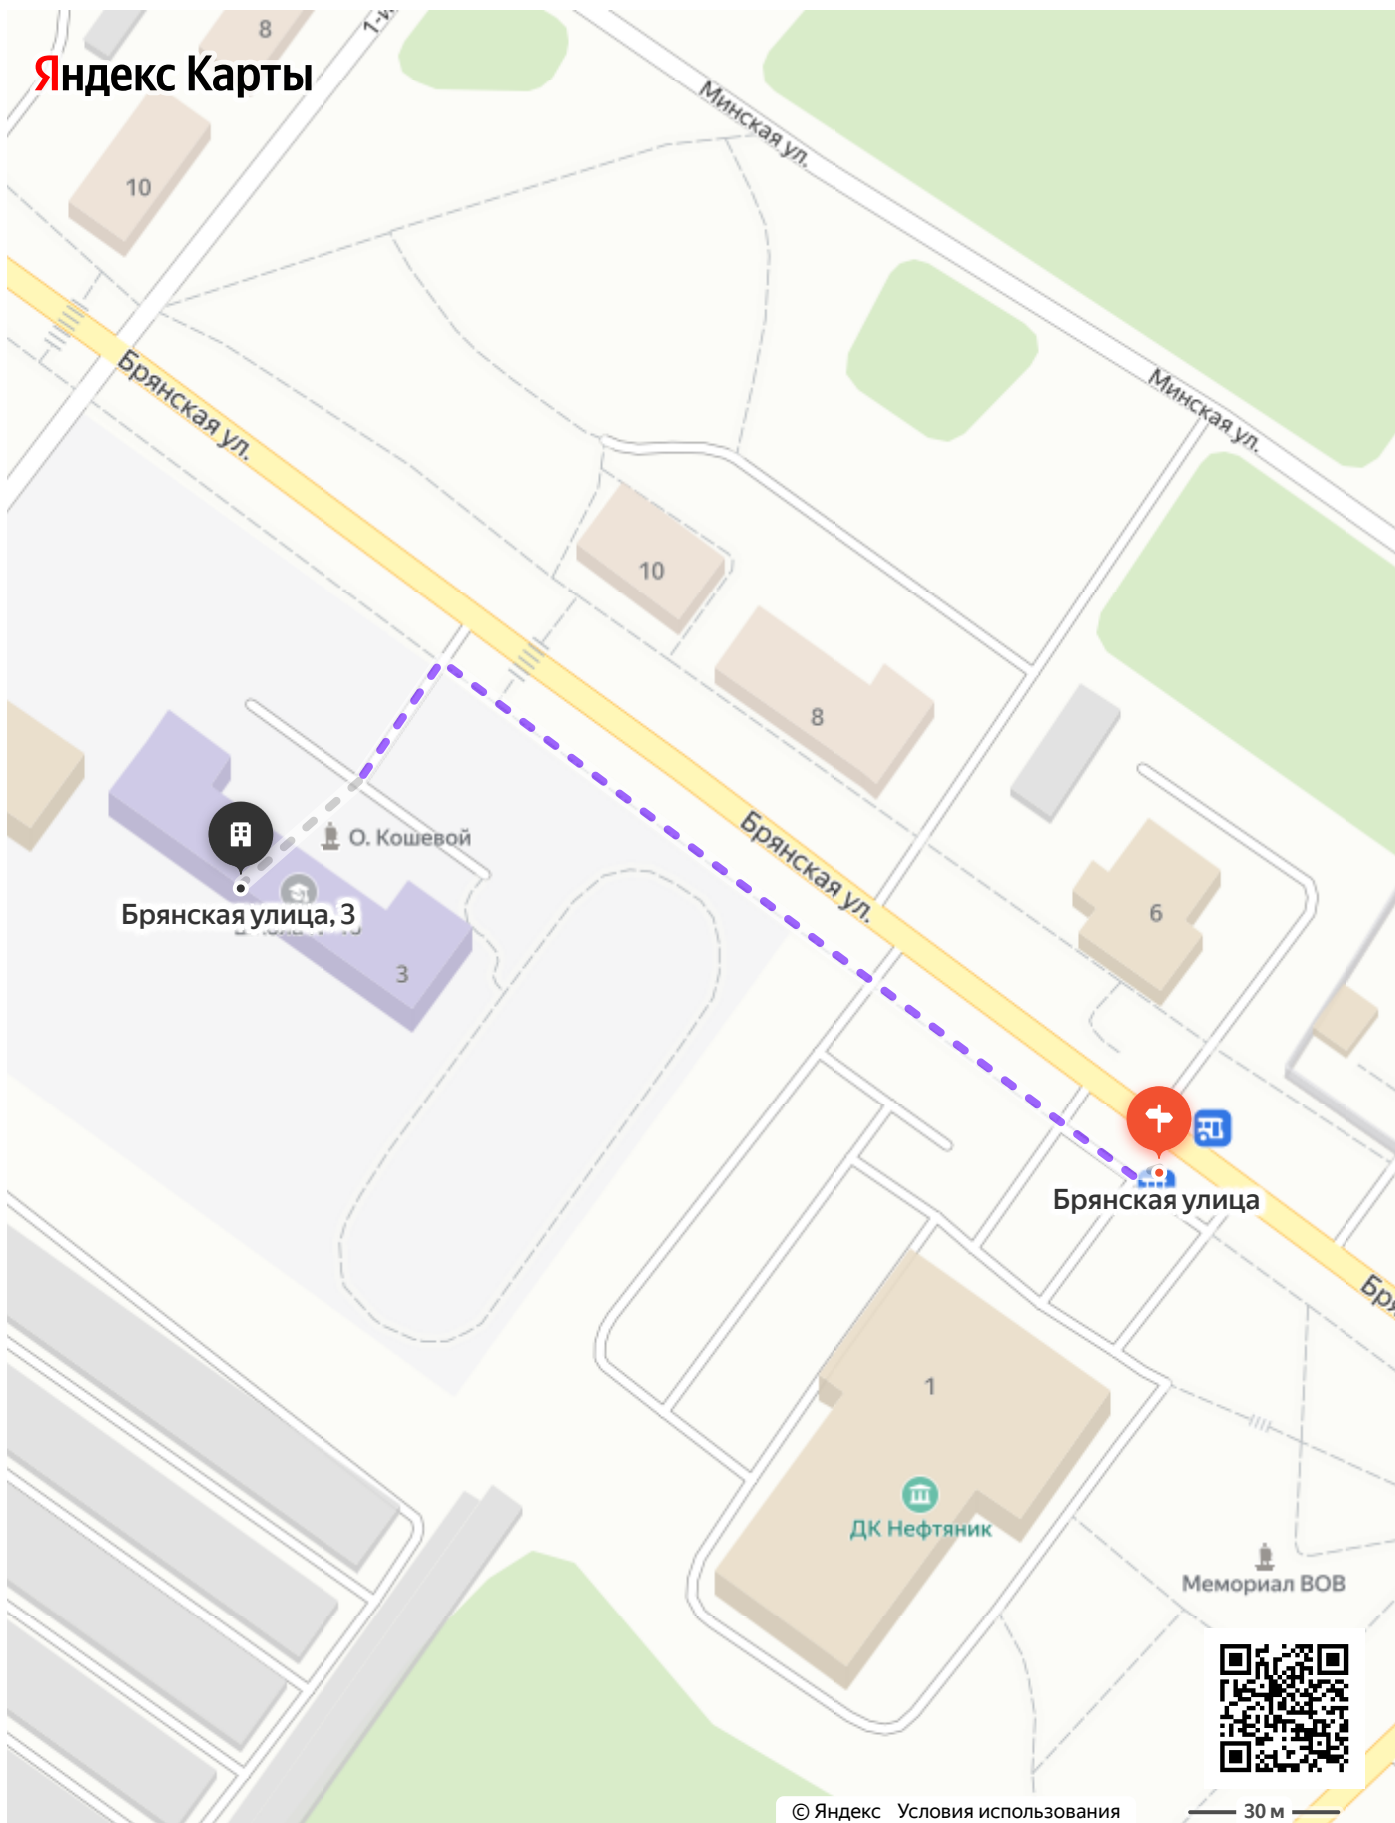 8
1-й
Яндекс Карты
Минская ул.
10
Брянская ул.
Минская ул.
10
8
О. Кошевой
Брянская ул.
6
Брянская улица, 3
3
Брянская улица
Бря
1
ДК Нефтяник
Мемориал ВОВ
© Яндекс Условия использования
30 м